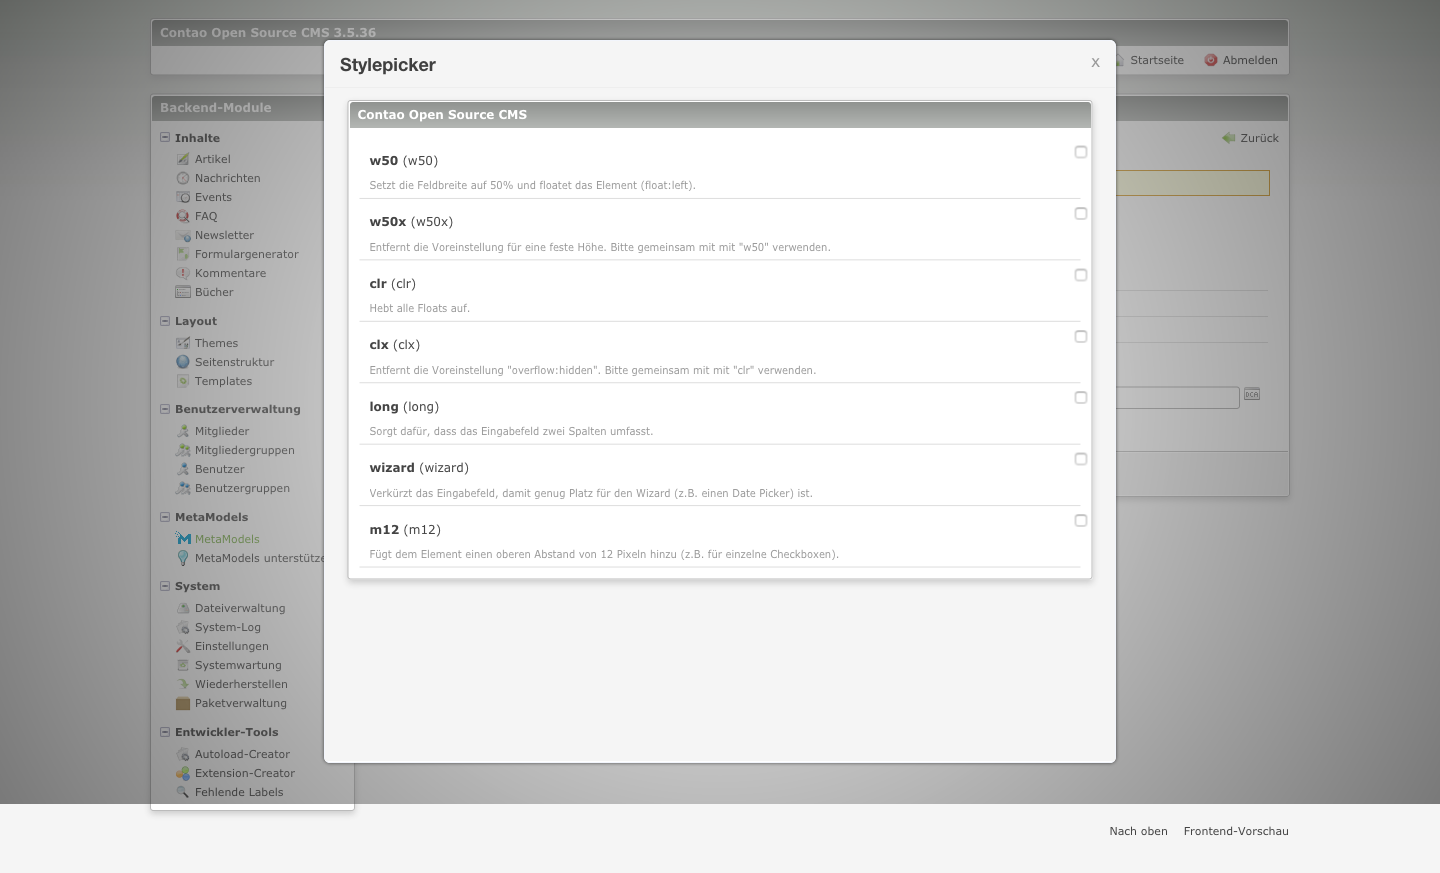 Contao Open Source CMS 3.5.36
Startseite
Abmelden
Stylepicker
X
Backend-Module
Zurück
Inhalte
Artikel
Nachrichten
Events
FAQ
Newsletter
Formulargenerator
Kommentare
Bücher
Layout
Themes
Seitenstruktur
Templates
Benutzerverwaltung
Mitglieder
Mitgliedergruppen
Benutzer
Benutzergruppen
MetaModels
MetaModels
MetaModels unterstütze
System
Dateiverwaltung
System-Log
Einstellungen
Systemwartung
Wiederherstellen
Paketverwaltung
Entwickler-Tools
Autoload-Creator
Extension-Creator
Fehlende Labels
Contao Open Source CMS
w50 (w50)
Setzt die Feldbreite auf 50% und floatet das Element (float:left).
w50x (w50x)
Entfernt die Voreinstellung für eine feste Höhe. Bitte gemeinsam mit mit "w50" verwenden.
clr (clr)
Hebt alle Floats auf.
clx (clx)
Entfernt die Voreinstellung "overflow:hidden". Bitte gemeinsam mit mit "clr" verwenden.
long (long)
Sorgt dafür, dass das Eingabefeld zwei Spalten umfasst.
wizard (wizard)
Verkürzt das Eingabefeld, damit genug Platz für den Wizard (z.B. einen Date Picker) ist.
m12 (m12)
Fügt dem Element einen oberen Abstand von 12 Pixeln hinzu (z.B. für einzelne Checkboxen).
DCA
Nach oben
Frontend-Vorschau